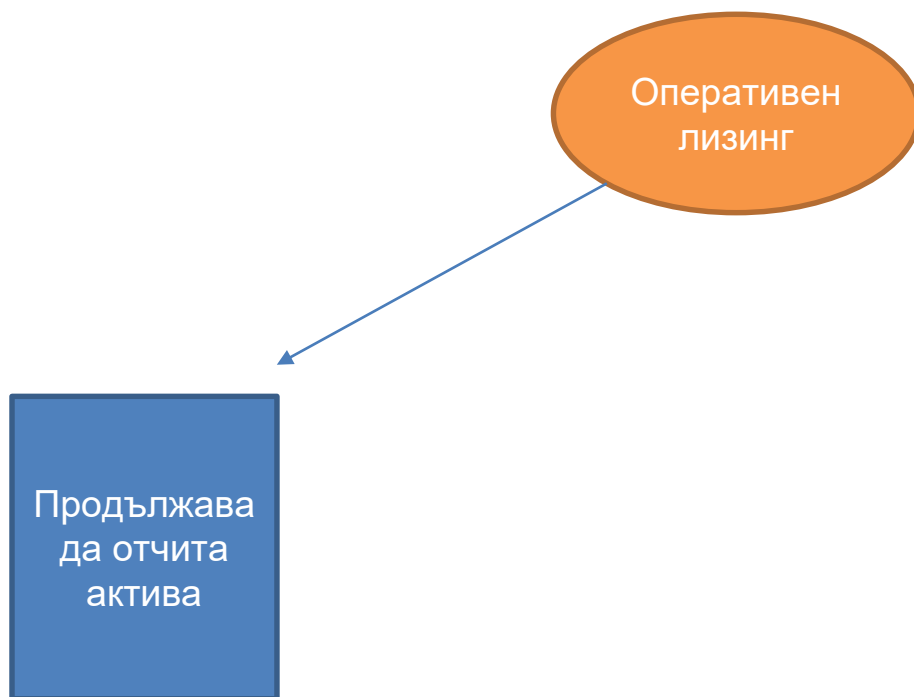 Оперативен
лизинг
Продължава
да отчита
актива